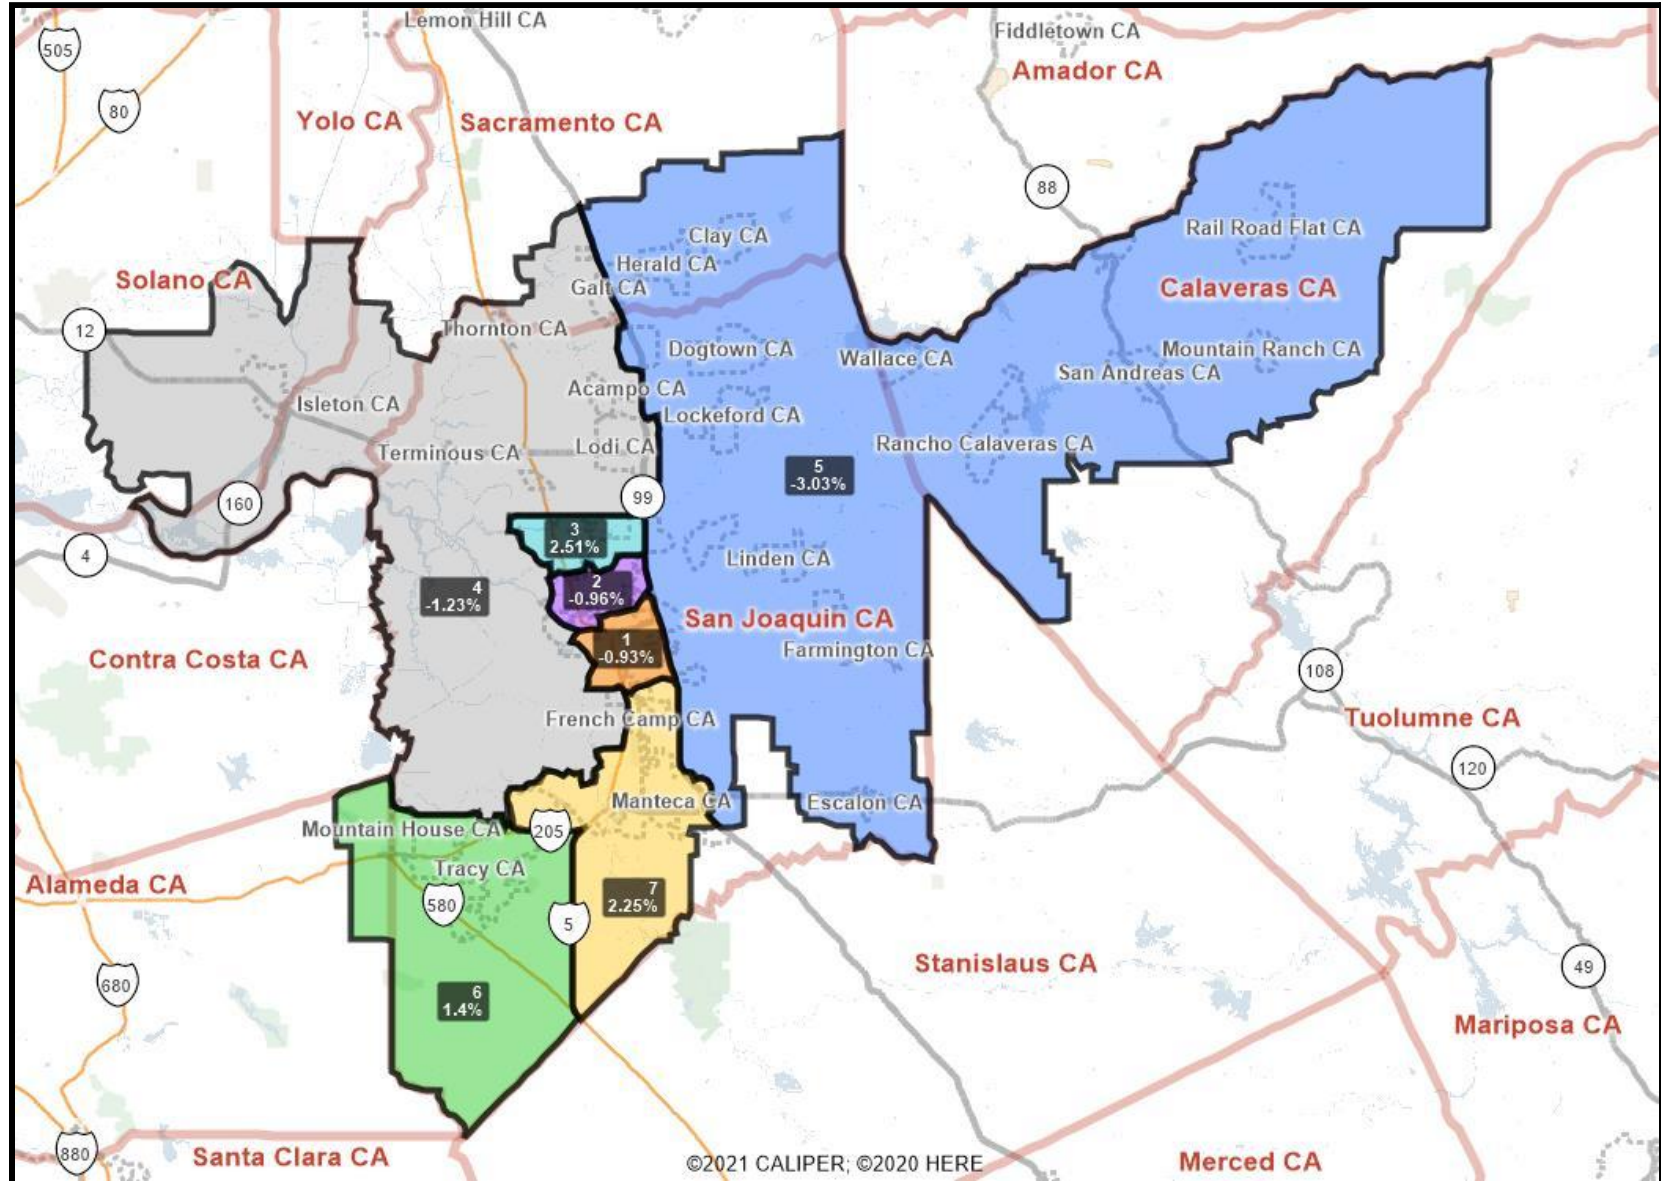 Lemon Hill CA
Fiddletown CA
505
Amador CA
80
Yolo CA
Sacramento CA
88
Clay CA
Rail Road Flat CA
Herald CA
Solano CA
Galt CA
Calaveras CA
12
Thornton CA
Dogtown CA
Wallace CA
Mountain Ranch CA
San Andreas CA
Acampo CA
Isleton CA
Lockeford CA
Lodi CA
Rancho Calaveras CA
Terminous CA
5
-3.03%
160
99
3
2.51%
4
Linden CA
2
-0.96%
4
-1.23%
San Joaquin CA
1
-0.93%
Farmington CA
Contra Costa CA
108
French Camp CA
Tuolumne CA
120
Manteca CA
Escalon CA
Mountain House CA
205
Tracy CA
Alameda CA
7
2.25%
580
5
Stanislaus CA
49
680
6
1.4%
Mariposa CA
880
Santa Clara CA
©2021 CALIPER; ©2020 HERE
Merced CA